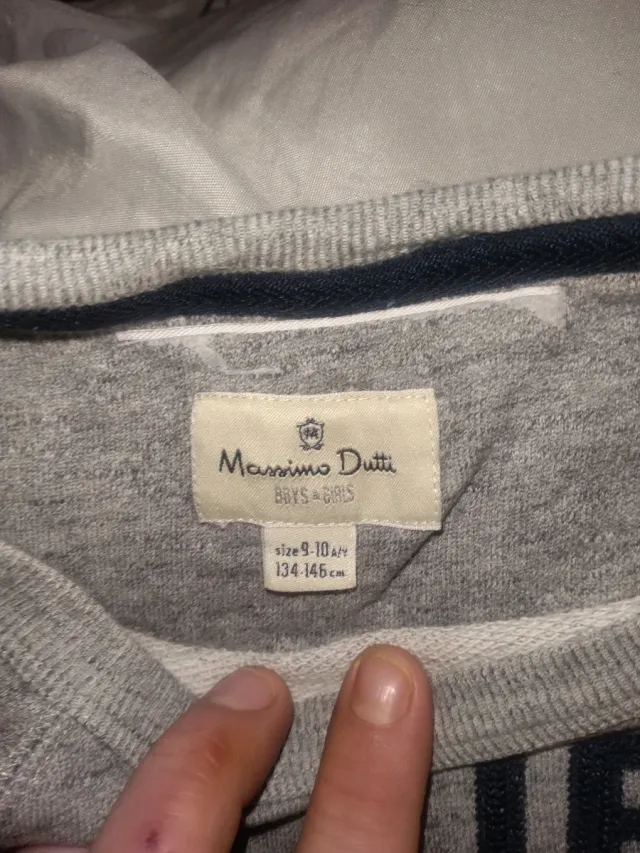 Massimo Dutti
BOYS & GIRLS
size 9-10 A/Y
134-146 cm